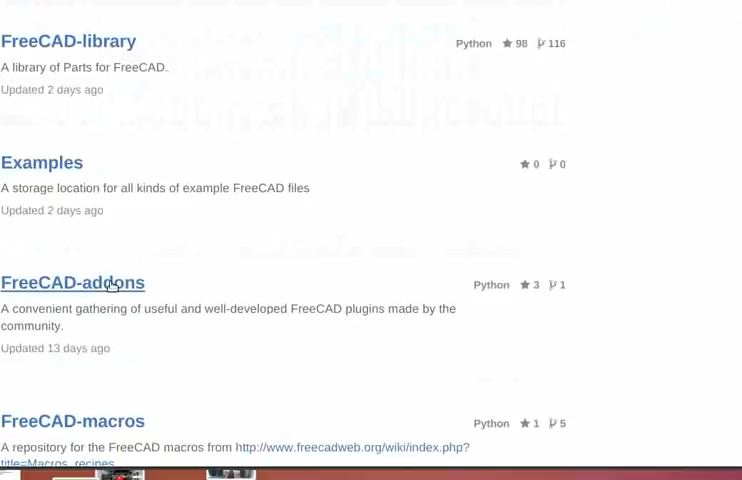 FreeCAD-library
Python 98 116
A library of Parts for FreeCAD.
Updated 2 days ago
Examples
0 0
A storage location for all kinds of example FreeCAD files
Updated 2 days ago
FreeCAD-addons
Python 3 1
A convenient gathering of useful and well-developed FreeCAD plugins made by the
community.
Updated 13 days ago
FreeCAD-macros
Python 1 5
A repository for the FreeCAD macros from http://www.freecadweb.org/wiki/index.php?
title=Macros_recipes